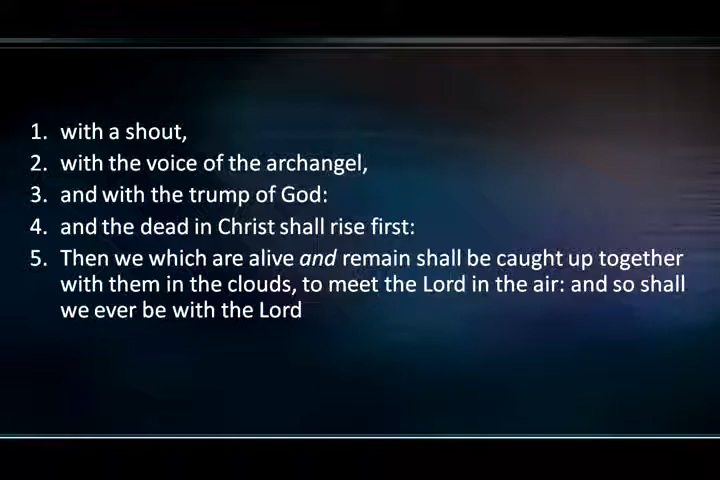 1. with a shout,
2. with the voice of the archangel,
3. and with the trump of God:
4. and the dead in Christ shall rise first:
5. Then we which are alive and remain shall be caught up together
with them in the clouds, to meet the Lord in the air: and so shall
we ever be with the Lord